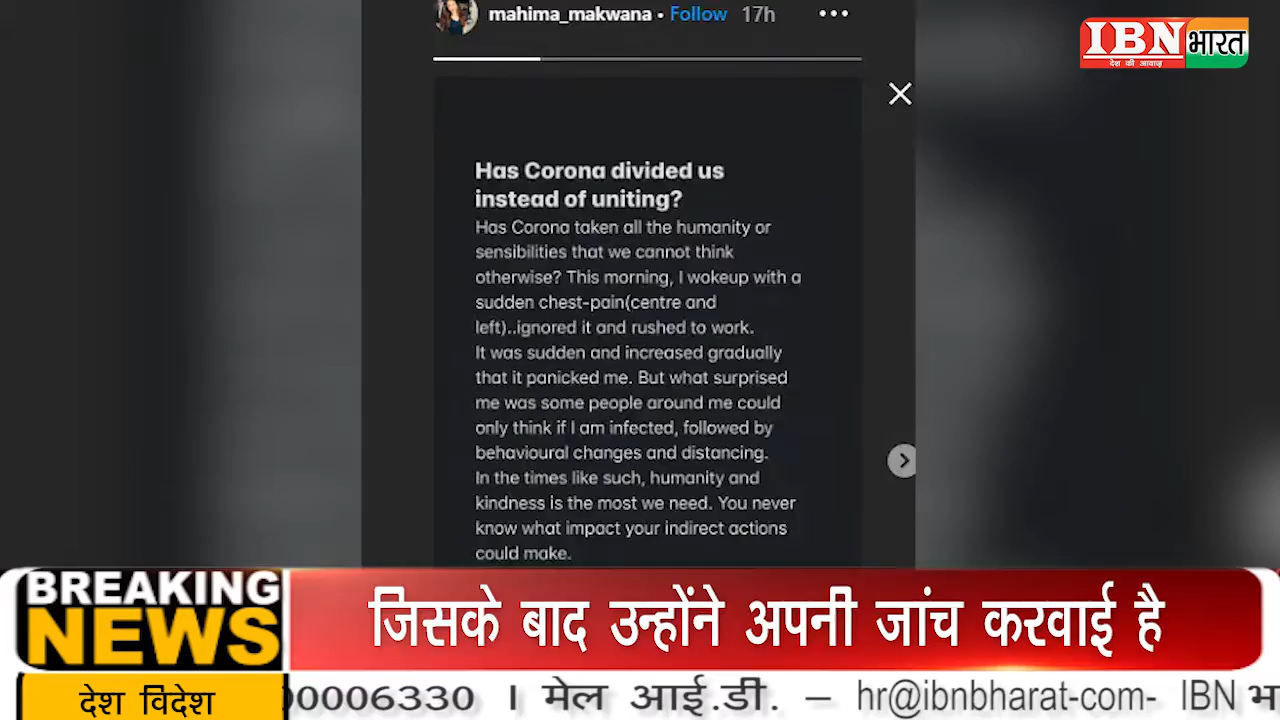 mahima_makwana • Follow 17h •••
IBN भारत
देश की आवाज़
Has Corona divided us
instead of uniting?
Has Corona taken all the humanity or
sensibilities that we cannot think
otherwise? This morning, I wokeup with a
sudden chest-pain(centre and
left)..ignored it and rushed to work.
It was sudden and increased gradually
that it panicked me. But what surprised
me was some people around me could
only think if I am infected, followed by
behavioural changes and distancing.
In the times like such, humanity and
kindness is the most we need. You never
know what impact your indirect actions
could make.
BREAKING
NEWS
जिसके बाद उन्होंने अपनी जांच करवाई है
देश विदेश
00006330 । मेल आई.डी. – hr@ibnbharat-com- IBN भ